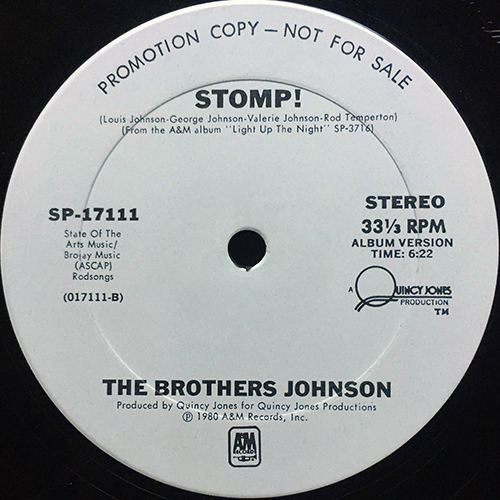 PROMOTION COPY — NOT FOR SALE
STOMP!
(Louis Johnson-George Johnson-Valerie Johnson-Rod Temperton)
(From the A&M album "Light Up The Night" SP-3716)
SP-17111
State Of The
Arts Music/
Brojay Music
(ASCAP)
Rodsongs
(017111-B)
STEREO
33⅓ RPM
ALBUM VERSION
TIME: 6:22
A QUINCY JONES
PRODUCTION
TM
THE BROTHERS JOHNSON
Produced by Quincy Jones for Quincy Jones Productions
℗ 1980 A&M Records, Inc.
A&M
RECORDS